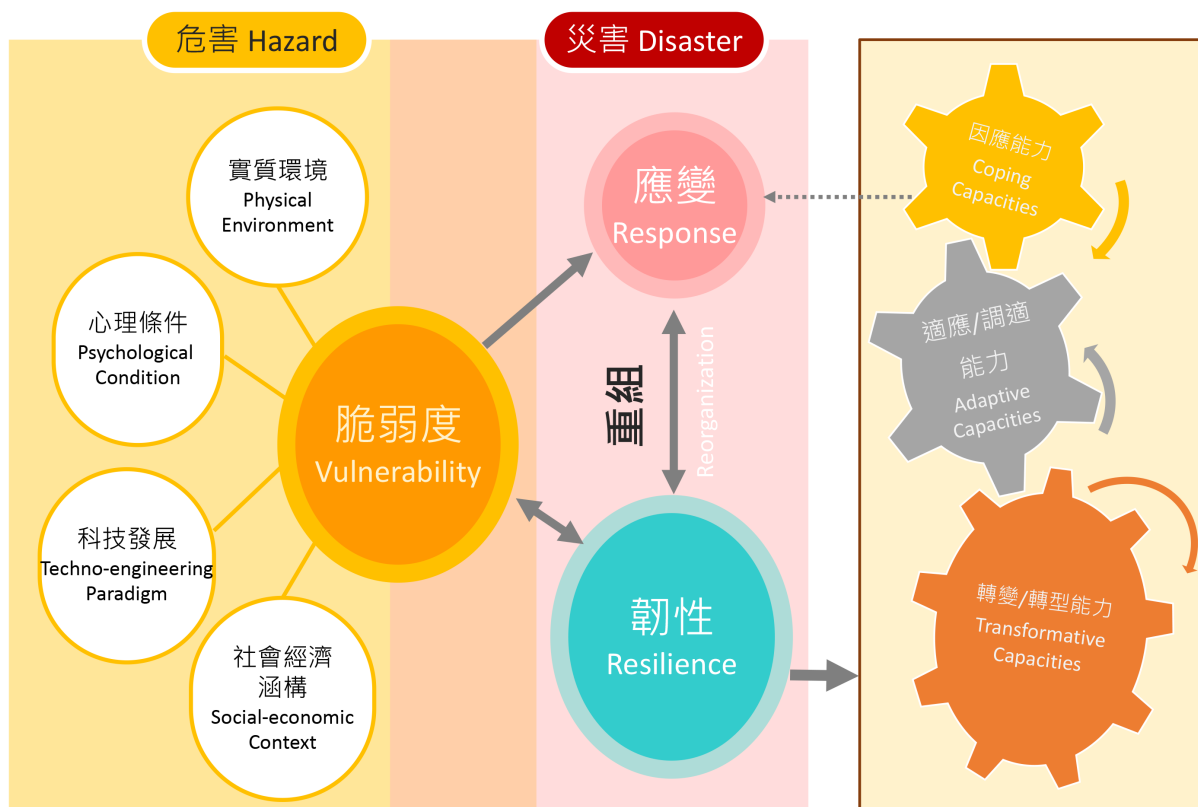 危害 Hazard
災害 Disaster
實質環境
Physical
Environment
心理條件
Psychological
Condition
科技發展
Techno-engineering
Paradigm
社會經濟
涵構
Social-economic
Context
脆弱度
Vulnerability
應變
Response
重組
Reorganization
韌性
Resilience
因應能力
Coping
Capacities
適應/調適
能力
Adaptive
Capacities
轉變/轉型能力
Transformative
Capacities